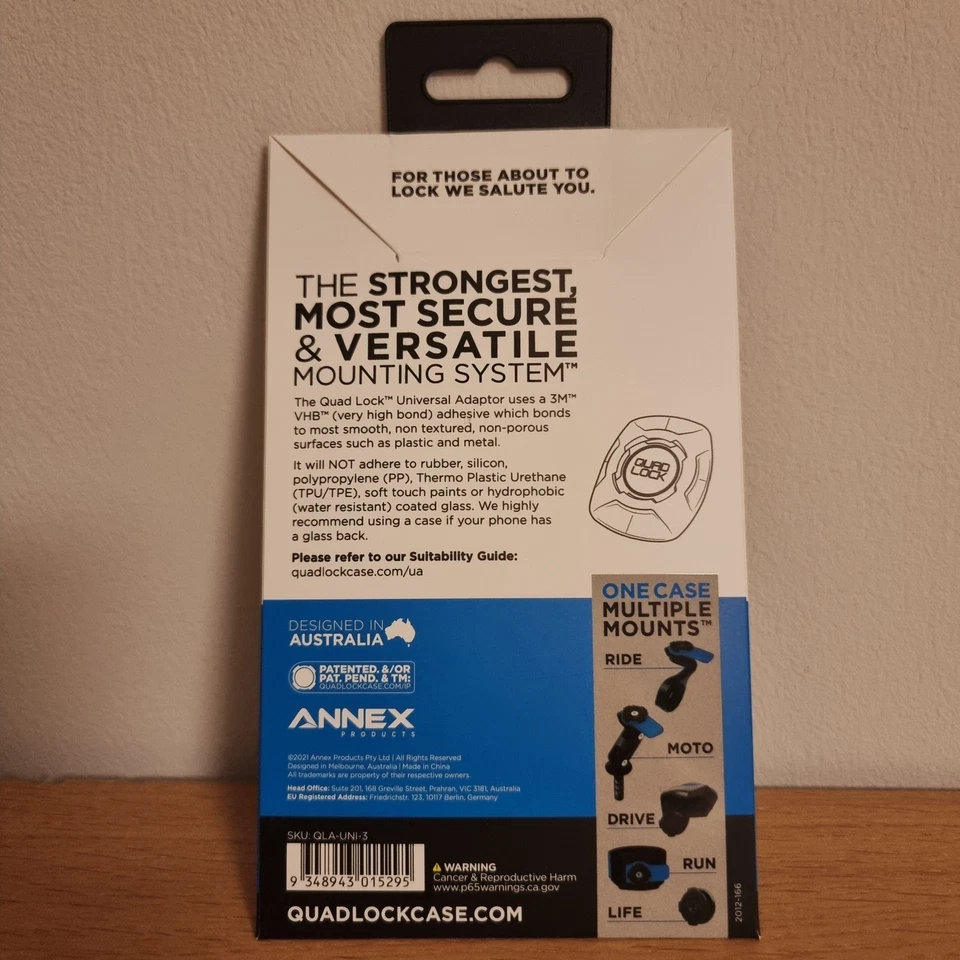 FOR THOSE ABOUT TO
LOCK WE SALUTE YOU.
THE STRONGEST,
MOST SECURE
& VERSATILE
MOUNTING SYSTEM™
The Quad Lock™ Universal Adaptor uses a 3M™
VHB™ (very high bond) adhesive which bonds
to most smooth, non textured, non-porous
surfaces such as plastic and metal.
It will NOT adhere to rubber, silicon,
polypropylene (PP), Thermo Plastic Urethane
(TPU/TPE), soft touch paints or hydrophobic
(water resistant) coated glass. We highly
recommend using a case if your phone has
a glass back.
Please refer to our Suitability Guide:
quadlockcase.com/ua
QUAD
LOCK
DESIGNED IN
AUSTRALIA
PATENTED. &/OR
PAT. PEND. & TM:
QUADLOCKCASE.COM/IP
ANNEX
PRODUCTS
©2021 Annex Products Pty Ltd | All Rights Reserved
Designed in Melbourne, Australia | Made in China
All trademarks are property of their respective owners.
Head Office: Suite 201, 168 Greville Street, Prahran, VIC 3181, Australia
EU Registered Address: Friedrichstr. 123, 10117 Berlin, Germany
ONE CASE
MULTIPLE
MOUNTS™
RIDE
MOTO
DRIVE
RUN
LIFE
SKU: QLA-UNI-3
9 348943 015295
WARNING
Cancer & Reproductive Harm
www.p65warnings.ca.gov
QUADLOCKCASE.COM
2012-166